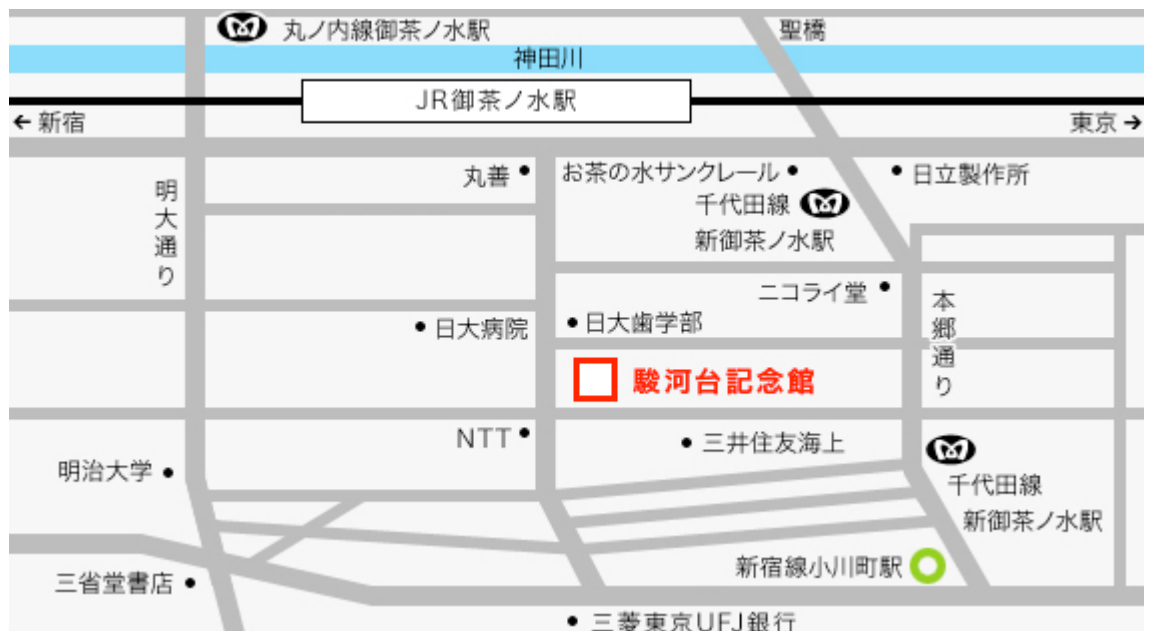 丸ノ内線御茶ノ水駅
聖橋
神田川
JR御茶ノ水駅
←新宿
東京→
明大通り
丸善
お茶の水サンクレール
日立製作所
千代田線
新御茶ノ水駅
ニコライ堂
本郷通り
日大病院
日大歯学部
駿河台記念館
NTT
三井住友海上
明治大学
千代田線
新御茶ノ水駅
新宿線小川町駅
三省堂書店
三菱東京UFJ銀行